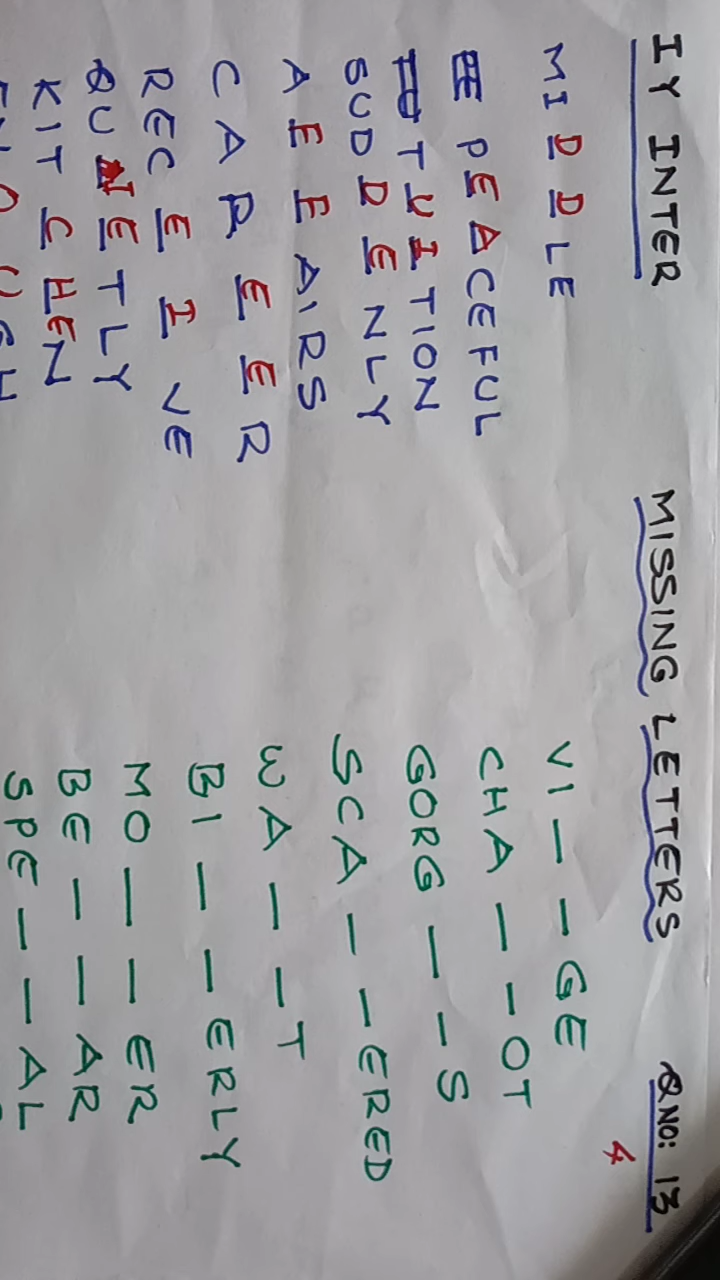 IY INTER MISSING LETTERS Q NO: 13
4
MIDDLE VI _ _ GE
PEACEFUL CHA _ _ OT
TUITION GORG _ _ S
SUDDENLY SCA _ _ ERED
AFFAIRS WA _ _ T
CAREER BI _ _ ERLY
RECEIVE MO _ _ ER
QUIETLY BE _ _ AR
KITCHEN SPE _ _ AL